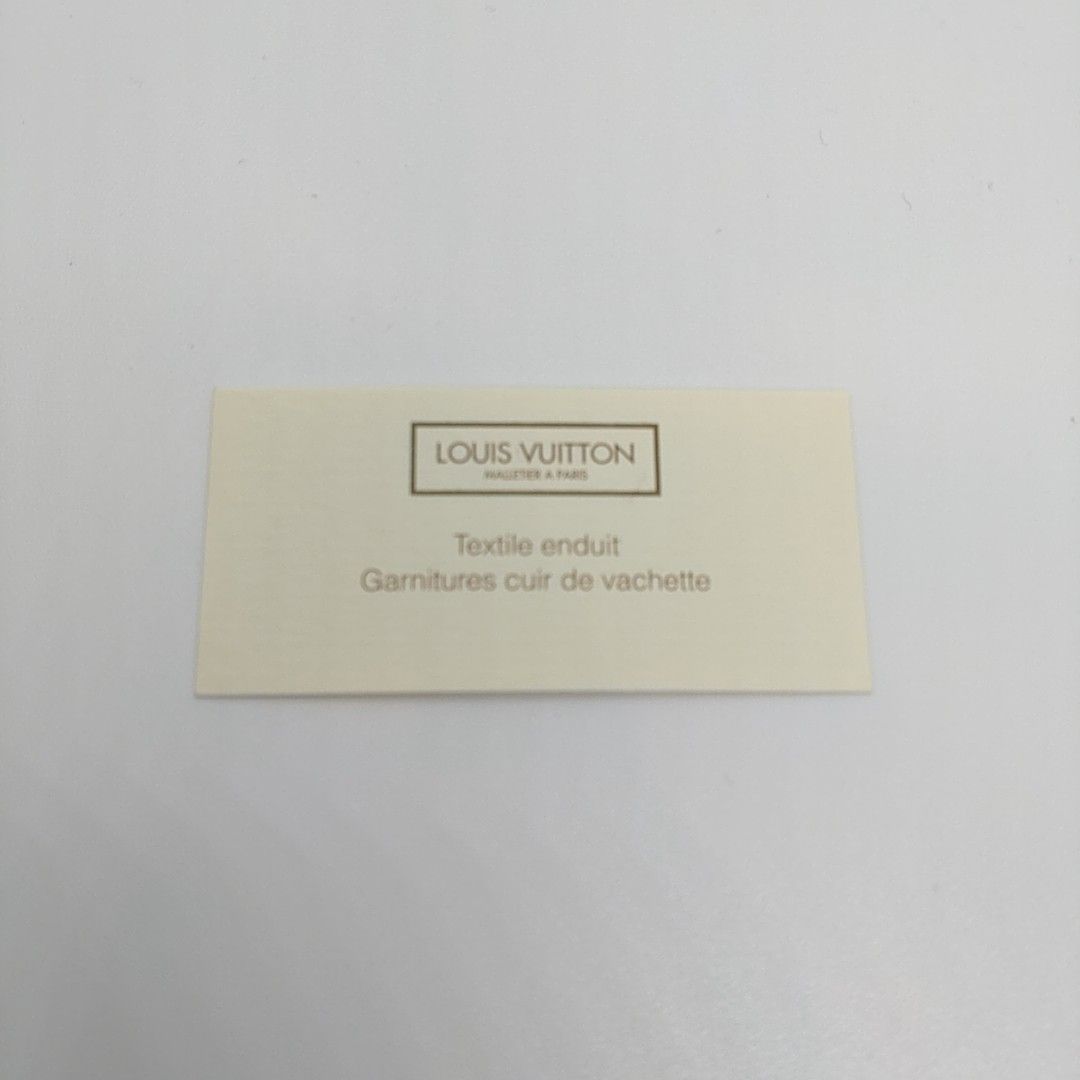 LOUIS VUITTON
MALLETIER A PARIS
Textile enduit
Garnitures cuir de vachette